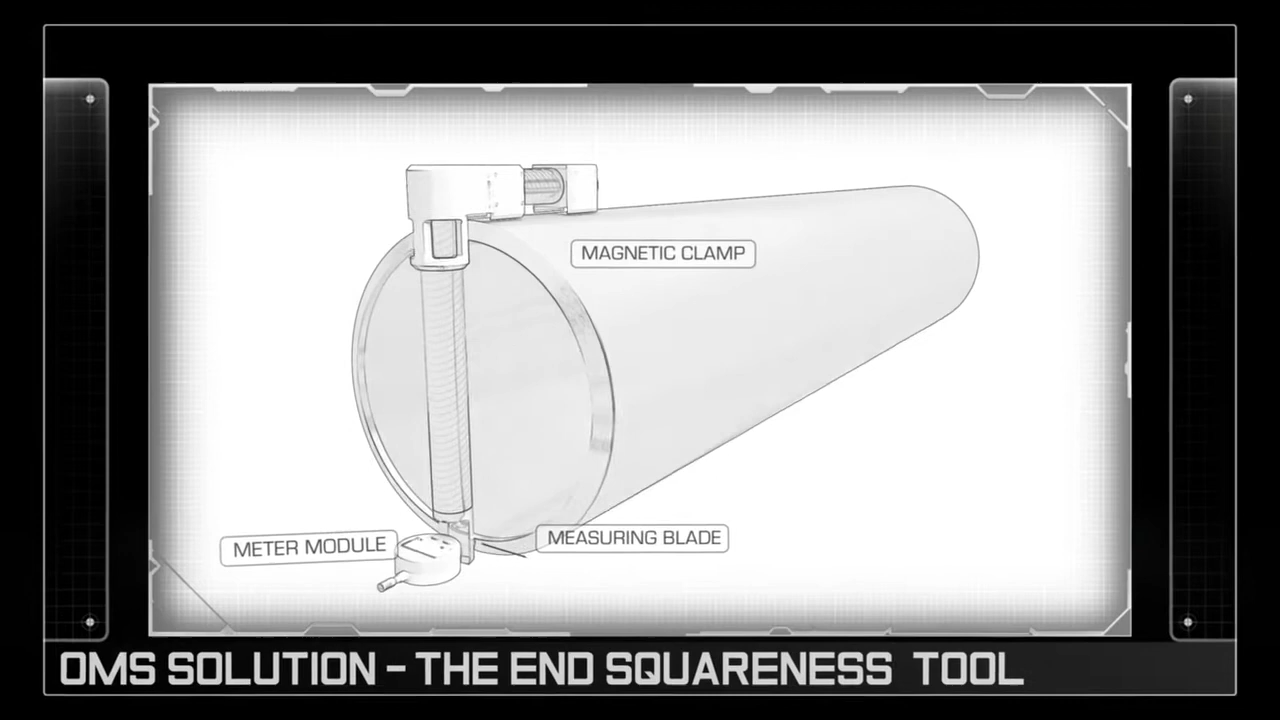 MAGNETIC CLAMP
METER MODULE
MEASURING BLADE
OMS SOLUTION - THE END SQUARENESS TOOL